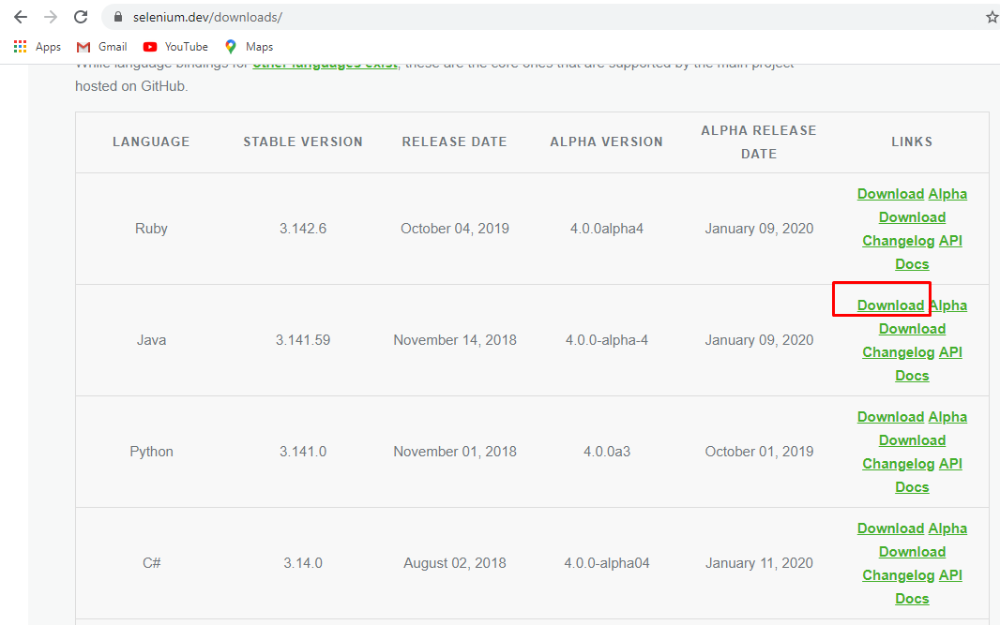 selenium.dev/downloads/
Apps Gmail YouTube Maps
While language bindings for other languages exist, these are the core ones that are supported by the main project
hosted on GitHub.
LANGUAGE STABLE VERSION RELEASE DATE ALPHA VERSION ALPHA RELEASE DATE LINKS
Ruby 3.142.6 October 04, 2019 4.0.0alpha4 January 09, 2020 Download Alpha
Download
Changelog API
Docs
Java 3.141.59 November 14, 2018 4.0.0-alpha-4 January 09, 2020 Download Alpha
Download
Changelog API
Docs
Python 3.141.0 November 01, 2018 4.0.0a3 October 01, 2019 Download Alpha
Download
Changelog API
Docs
C# 3.14.0 August 02, 2018 4.0.0-alpha04 January 11, 2020 Download Alpha
Download
Changelog API
Docs